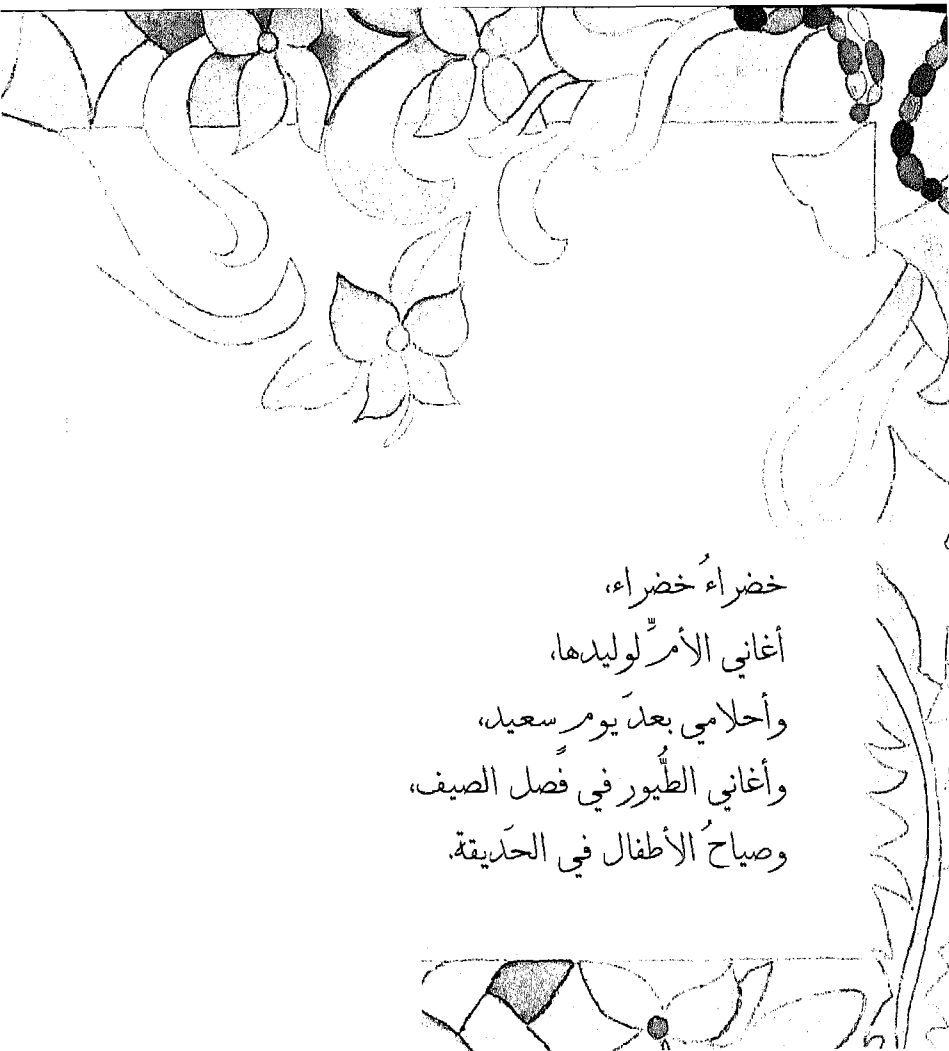 خضراءُ خضراء،
أغاني الأمِّ لوليدها،
وأحلامي بعدَ يومٍ سعيد،
وأغاني الطُّيور في فصل الصيف،
وصياحُ الأطفال في الحَديقة.